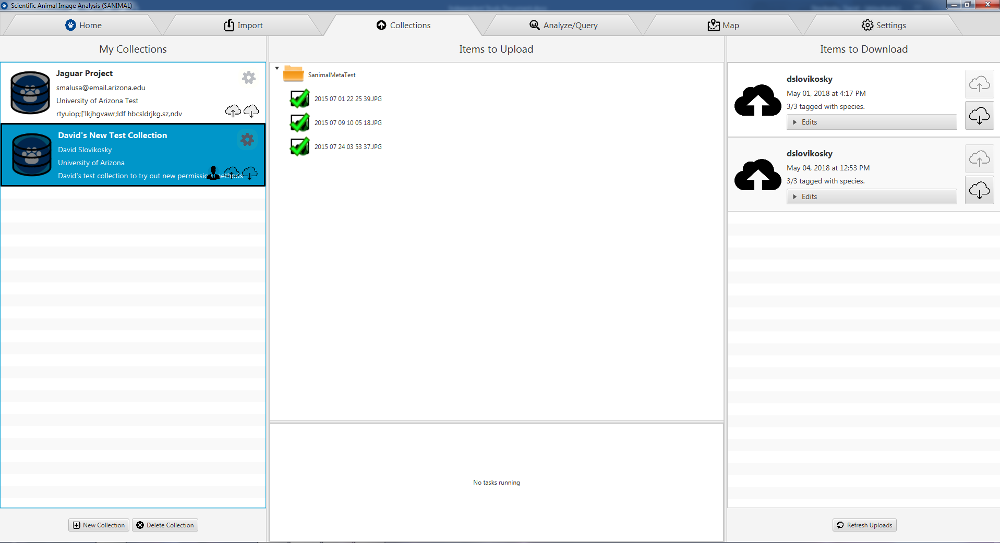 Scientific Animal Image Analysis (SANIMAL)
Home
Import
Collections
Analyze/Query
Map
Settings
My Collections
Items to Upload
Items to Download
Jaguar Project
smalusa@email.arizona.edu
University of Arizona Test
rtyuiop;['lkjhgvawr;ldf hbcsldrjkg.sz,ndv
David's New Test Collection
David Slovikosky
University of Arizona
David's test collection to try out new permission methods
SanimalMetaTest
2015 07 01 22 25 39.JPG
2015 07 09 10 05 18.JPG
2015 07 24 03 53 37.JPG
No tasks running
dslovikosky
May 01, 2018 at 4:17 PM
3/3 tagged with species.
Edits
dslovikosky
May 04, 2018 at 12:53 PM
3/3 tagged with species.
Edits
New Collection
Delete Collection
Refresh Uploads